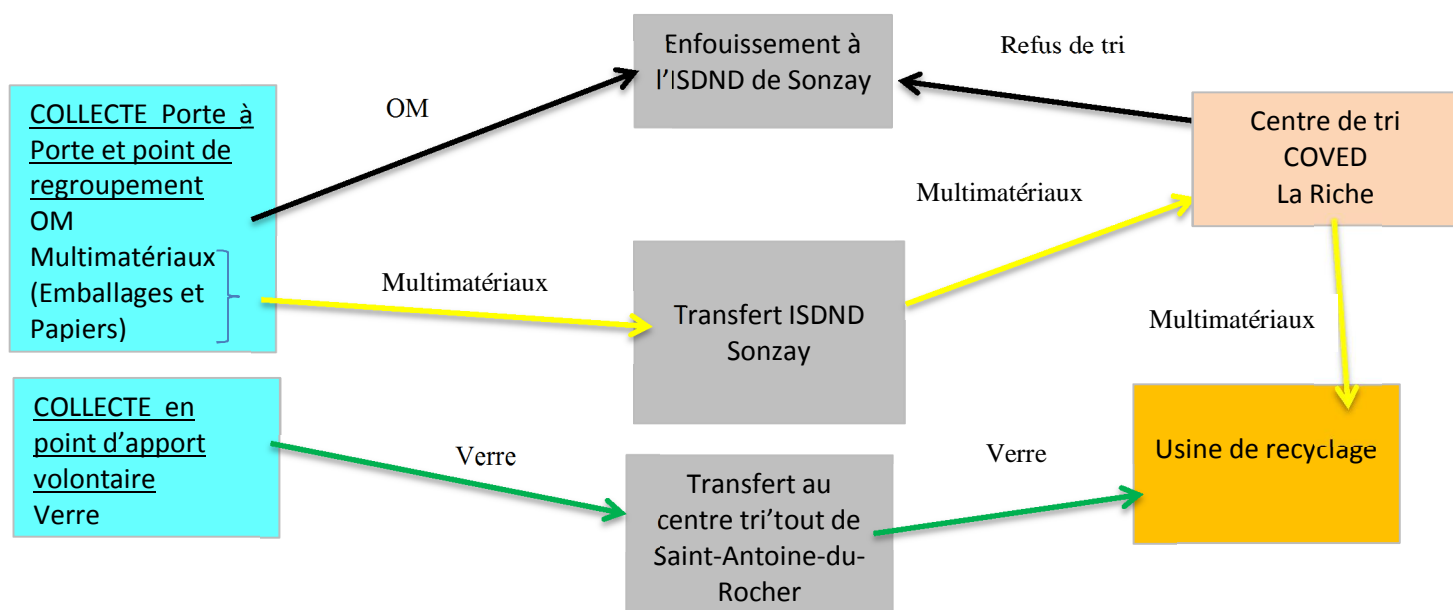 COLLECTE Porte à
Porte et point de
regroupement
OM
Multimatériaux
(Emballages et
Papiers)
OM
Enfouissement à
l'ISDND de Sonzay
Refus de tri
Centre de tri
COVED
La Riche
Multimatériaux
Multimatériaux
Transfert ISDND
Sonzay
Multimatériaux
COLLECTE en
point d’apport
volontaire
Verre
Verre
Transfert au
centre tri’tout de
Saint-Antoine-du-
Rocher
Verre
Usine de recyclage